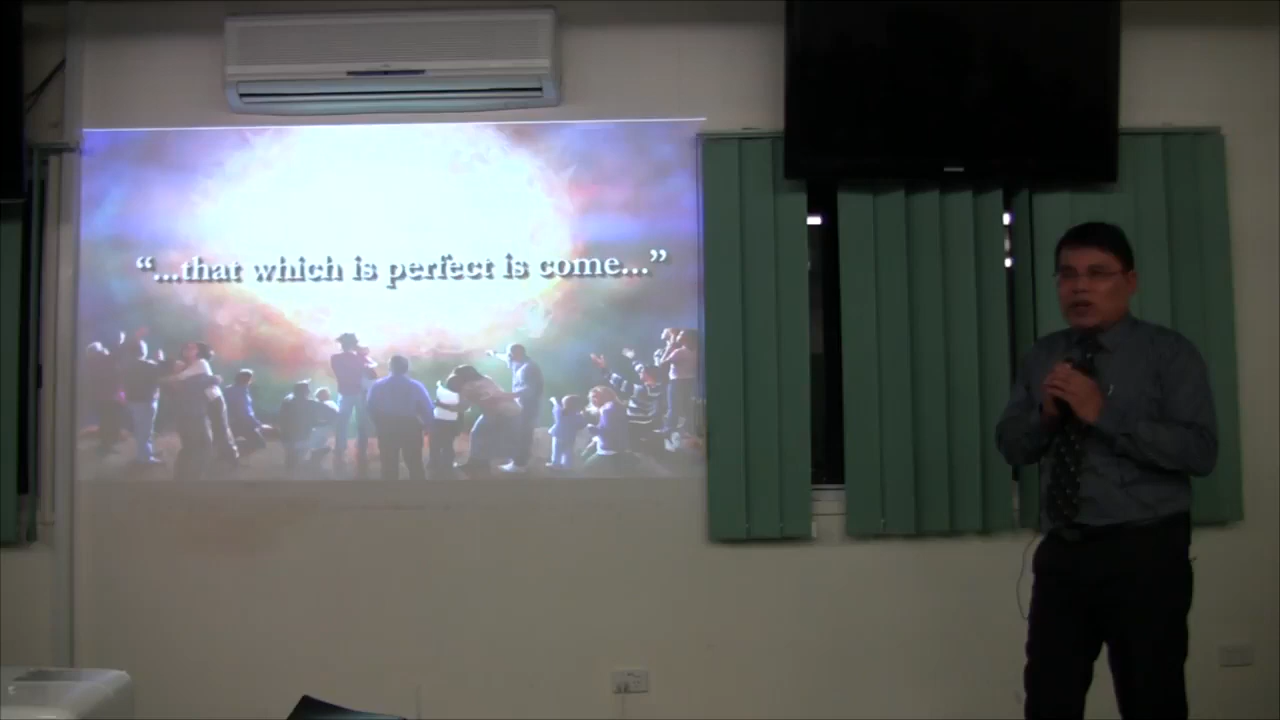 “...that which is perfect is come...”